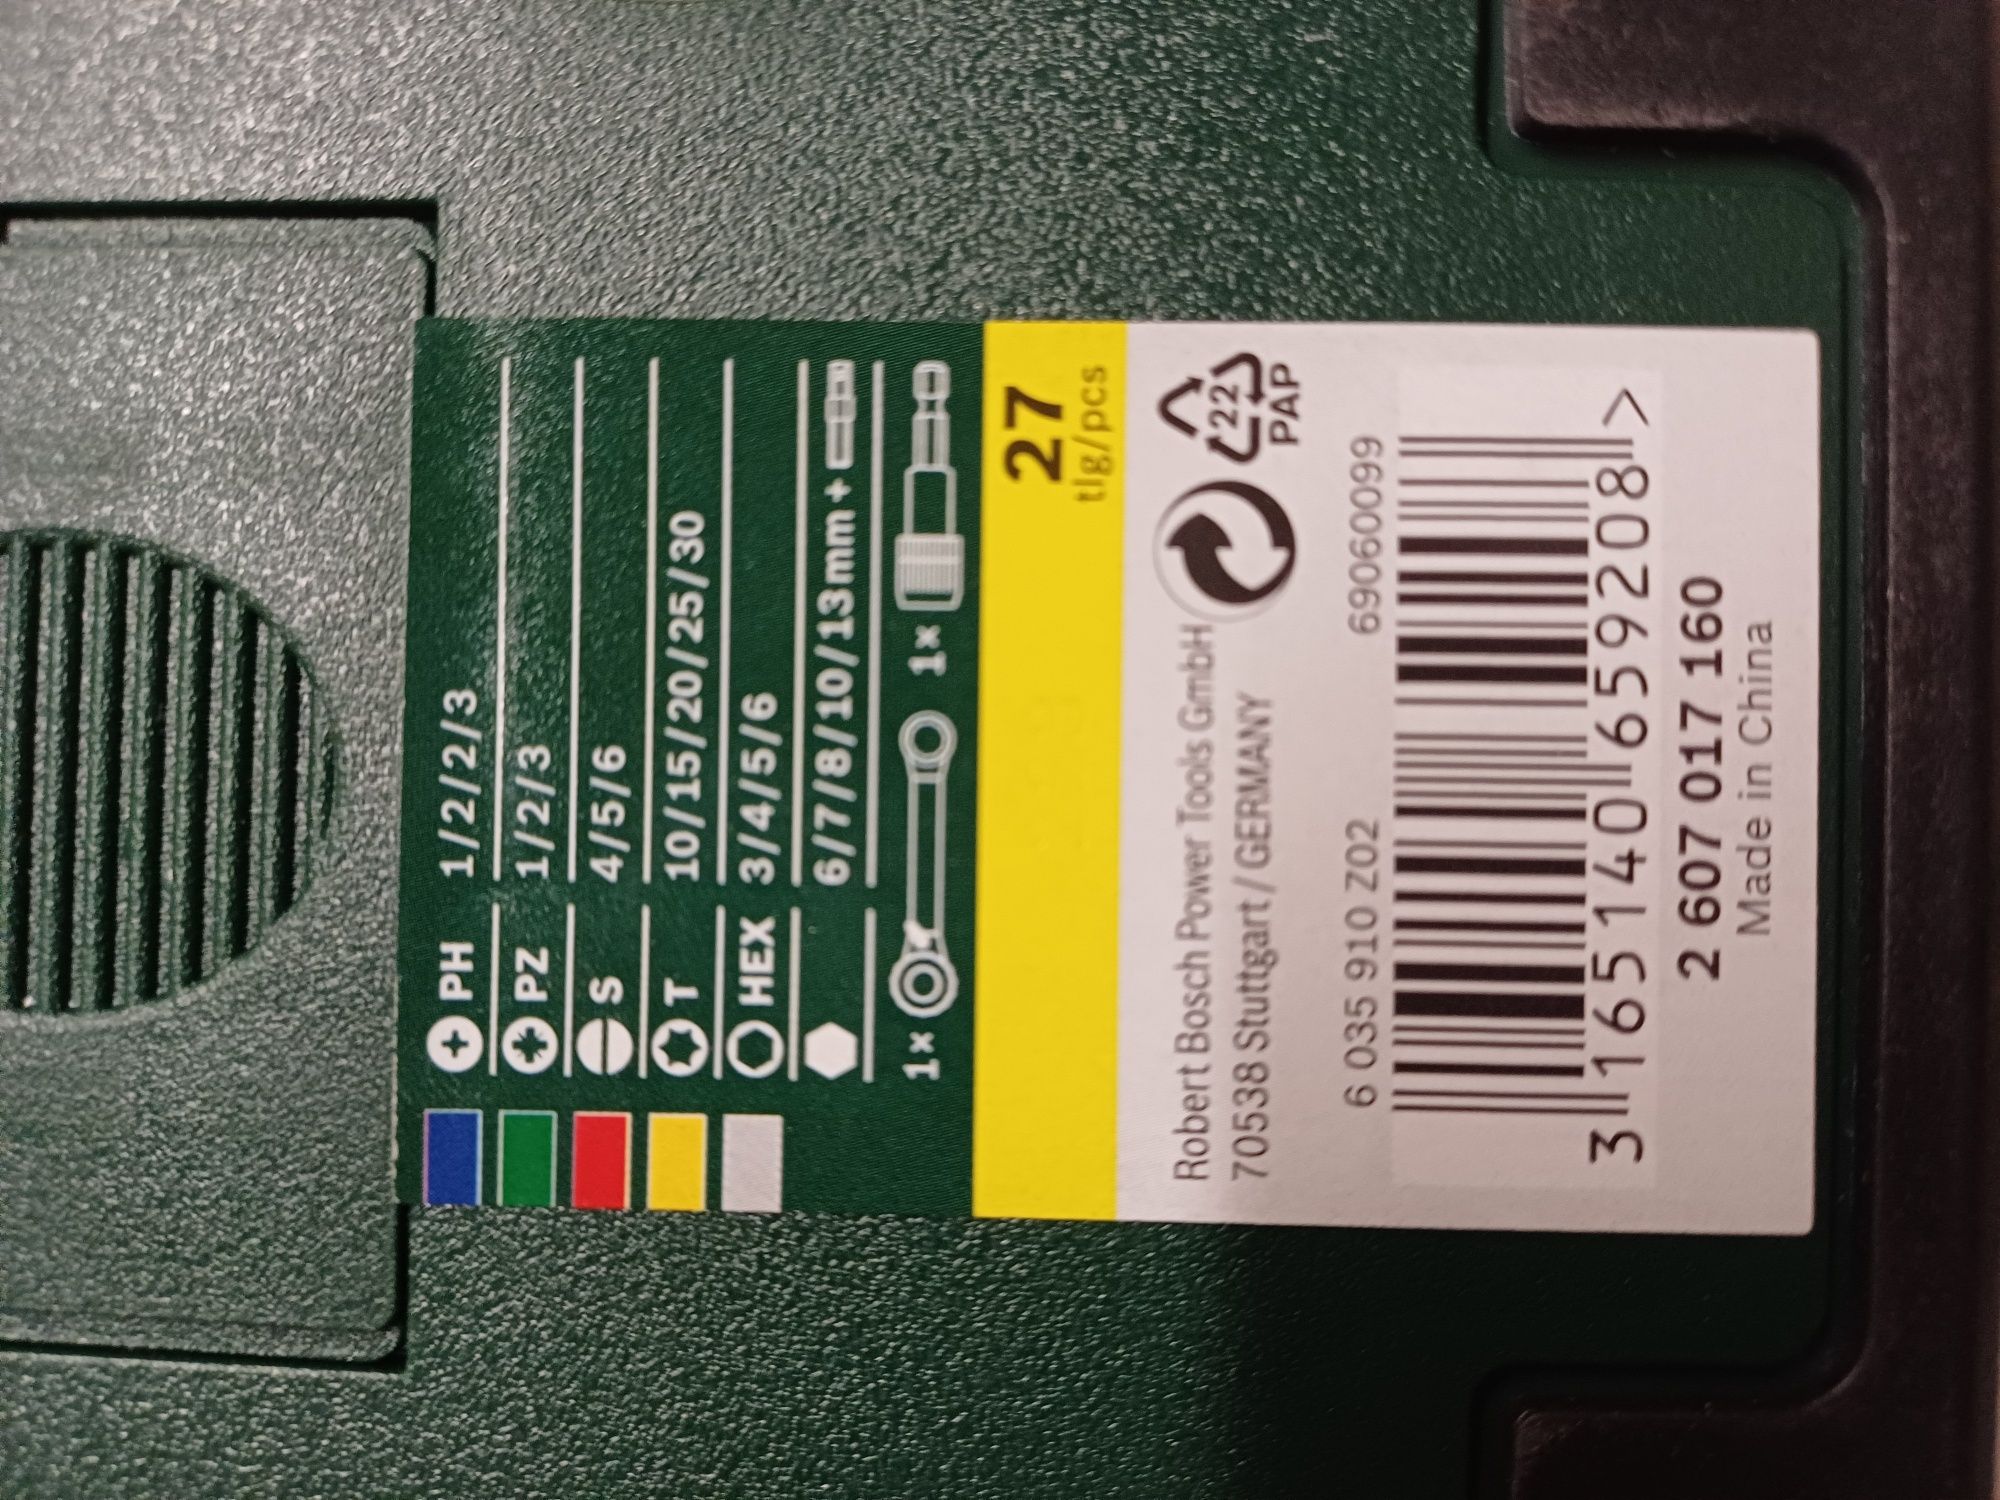 PH 1/2/2/3
PZ 1/2/3
S 4/5/6
T 10/15/20/25/30
HEX 3/4/5/6
6/7/8/10/13mm +
1x 1x
27
tlg/pcs
Robert Bosch Power Tools GmbH
70538 Stuttgart / GERMANY
22
PAP
6 035 910 Z02 69060099
3 165140 659208 >
2 607 017 160
Made in China